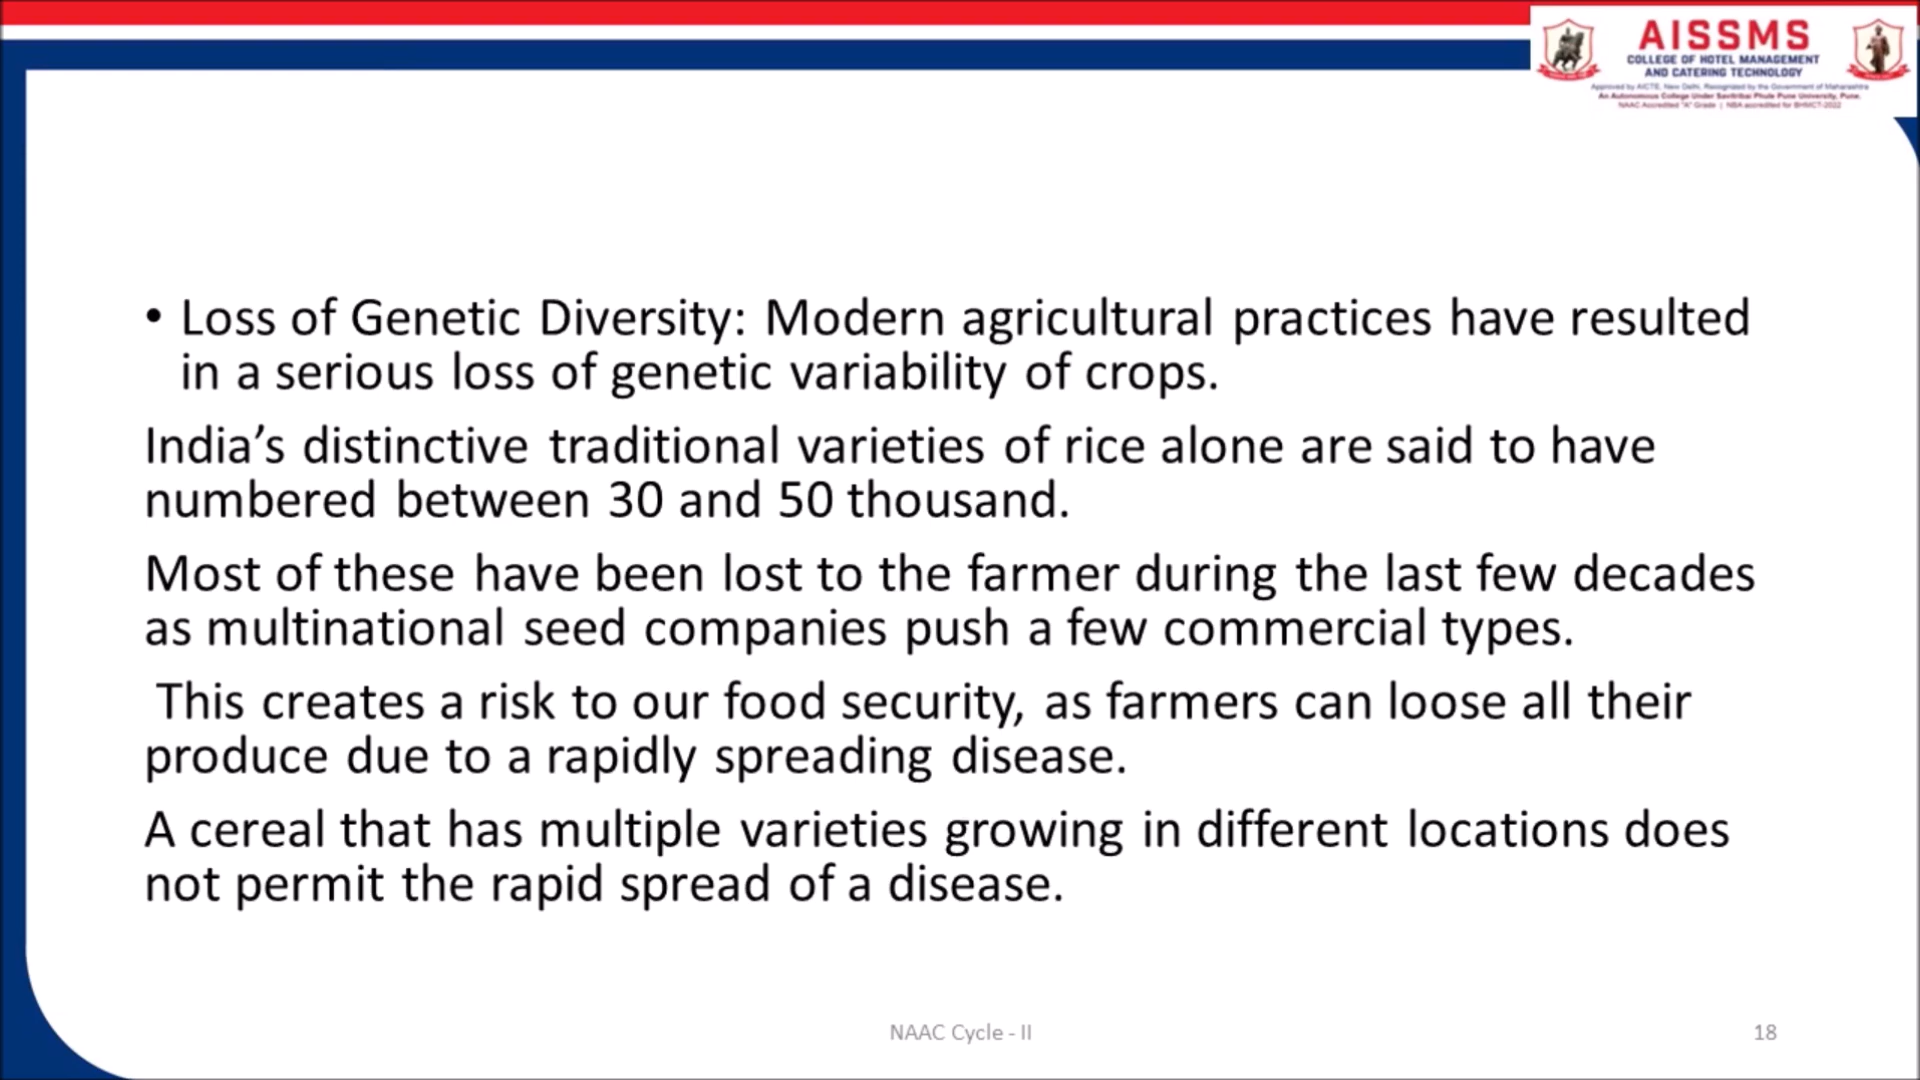 AISSMS
COLLEGE OF HOTEL MANAGEMENT
AND CATERING TECHNOLOGY
Approved by AICTE, New Delhi, Recognized by the Government of Maharashtra
An Autonomous College Under Savitribai Phule Pune University, Pune.
NAAC Accredited "A" Grade | NBA accredited for BHMCT-2022
• Loss of Genetic Diversity: Modern agricultural practices have resulted
in a serious loss of genetic variability of crops.
India’s distinctive traditional varieties of rice alone are said to have
numbered between 30 and 50 thousand.
Most of these have been lost to the farmer during the last few decades
as multinational seed companies push a few commercial types.
This creates a risk to our food security, as farmers can loose all their
produce due to a rapidly spreading disease.
A cereal that has multiple varieties growing in different locations does
not permit the rapid spread of a disease.
NAAC Cycle - II
18